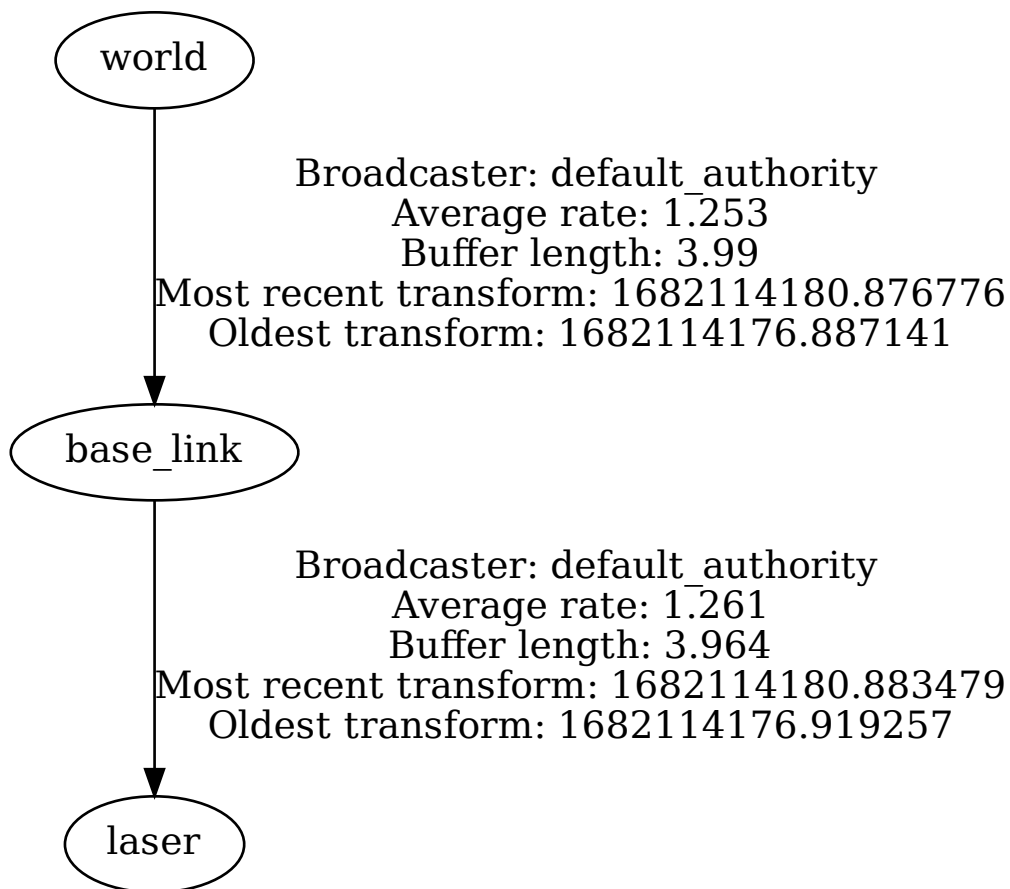 world
Broadcaster: default_authority
Average rate: 1.253
Buffer length: 3.99
Most recent transform: 1682114180.876776
Oldest transform: 1682114176.887141
base_link
Broadcaster: default_authority
Average rate: 1.261
Buffer length: 3.964
Most recent transform: 1682114180.883479
Oldest transform: 1682114176.919257
laser